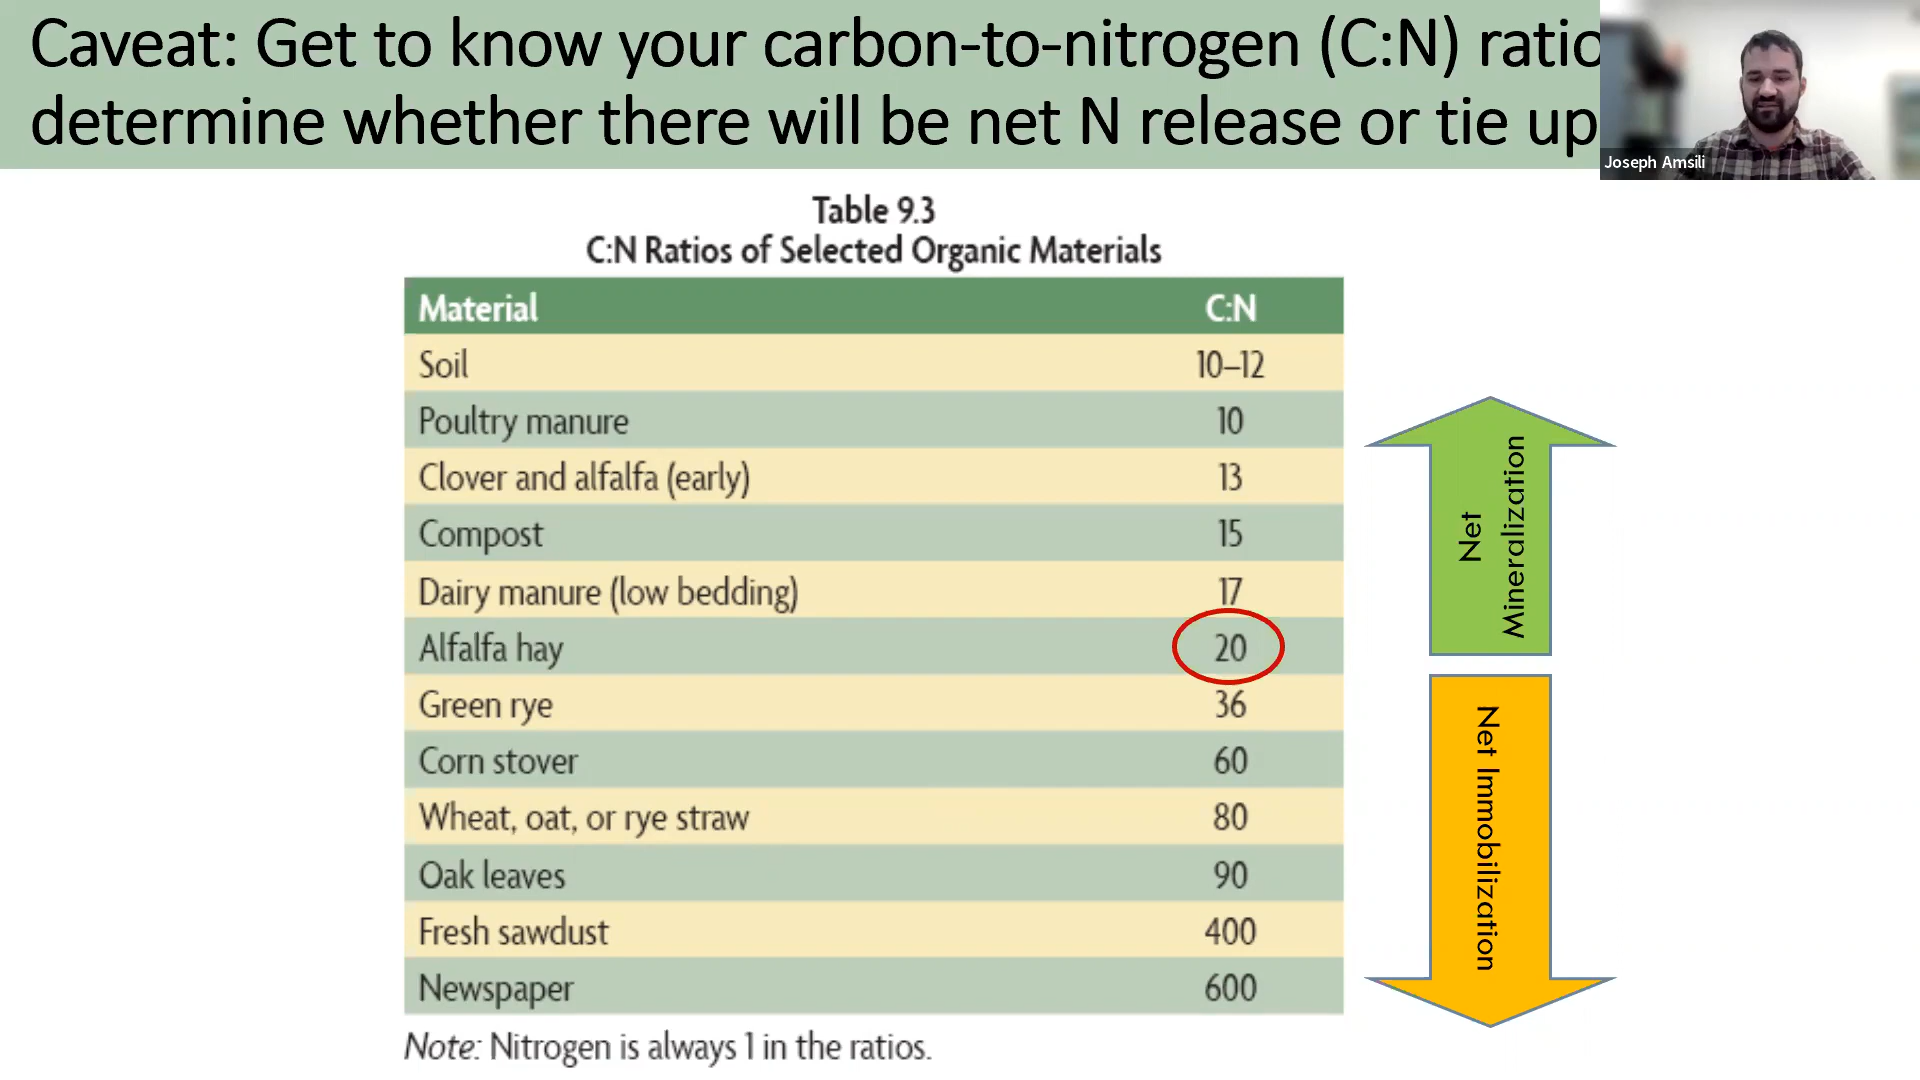 Caveat: Get to know your carbon-to-nitrogen (C:N) ratio
determine whether there will be net N release or tie up
Joseph Amsili
Table 9.3
C:N Ratios of Selected Organic Materials
Material C:N
Soil 10–12
Poultry manure 10
Clover and alfalfa (early) 13
Compost 15
Dairy manure (low bedding) 17
Alfalfa hay 20
Green rye 36
Corn stover 60
Wheat, oat, or rye straw 80
Oak leaves 90
Fresh sawdust 400
Newspaper 600
Note: Nitrogen is always 1 in the ratios.
Net
Mineralization
Net Immobilization